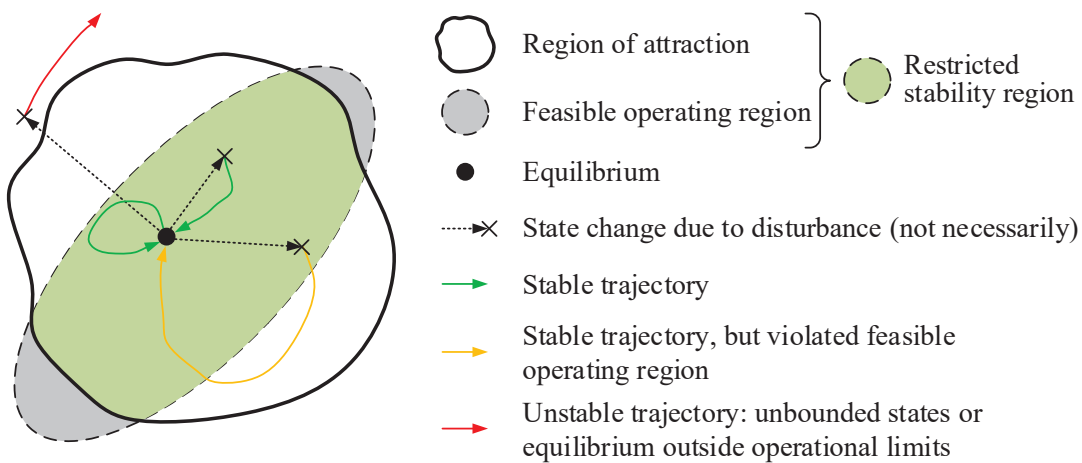 Region of attraction
Feasible operating region
Restricted
stability region
Equilibrium
State change due to disturbance (not necessarily)
Stable trajectory
Stable trajectory, but violated feasible
operating region
Unstable trajectory: unbounded states or
equilibrium outside operational limits